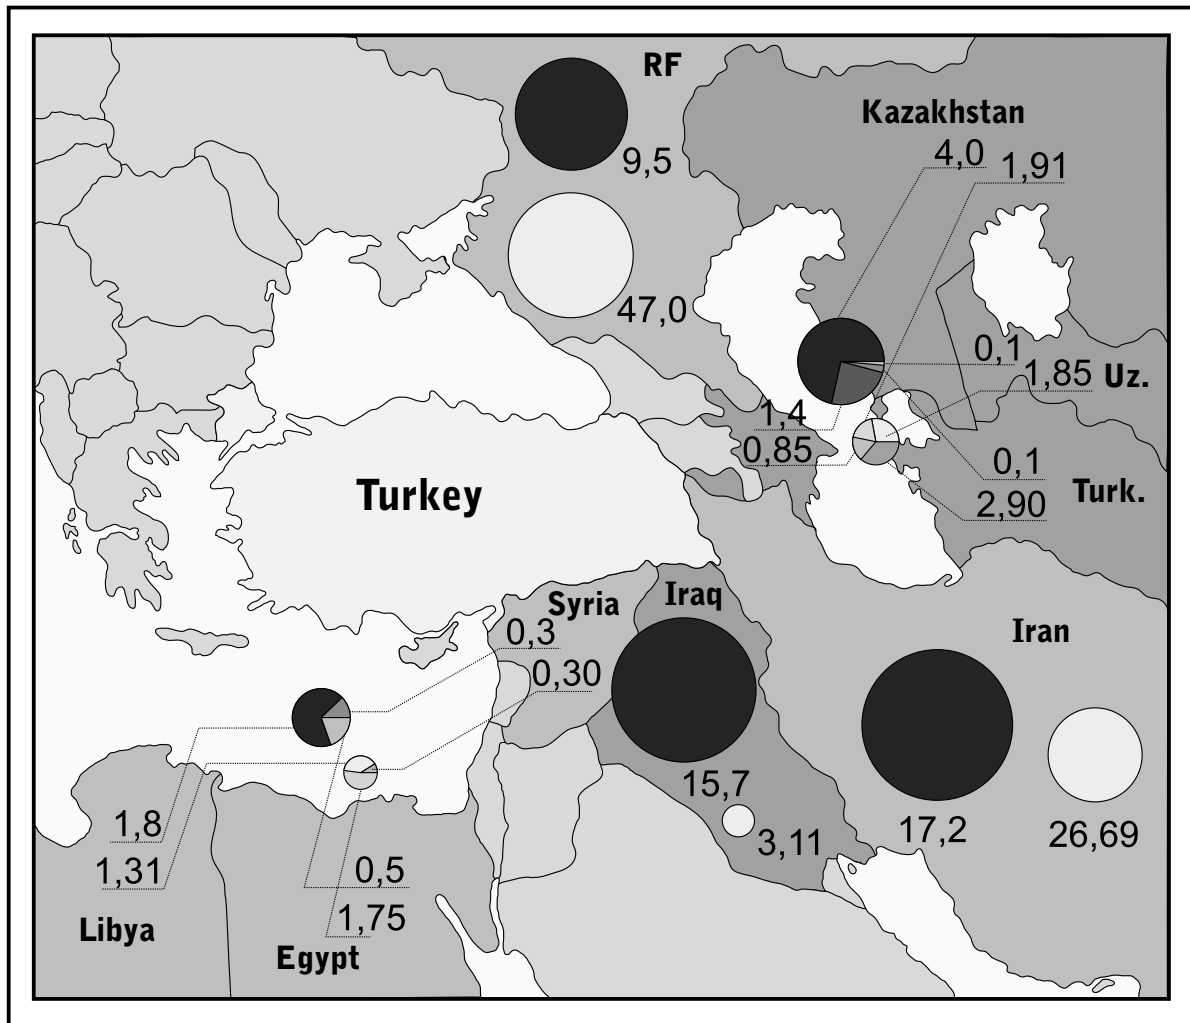 RF
9,5
47,0
Kazakhstan
4,0
1,91
0,1
1,85
Uz.
1,4
0,85
0,1
2,90
Turk.
Turkey
Syria
Iraq
0,3
0,30
Iran
15,7
3,11
17,2
26,69
1,8
1,31
0,5
1,75
Libya
Egypt